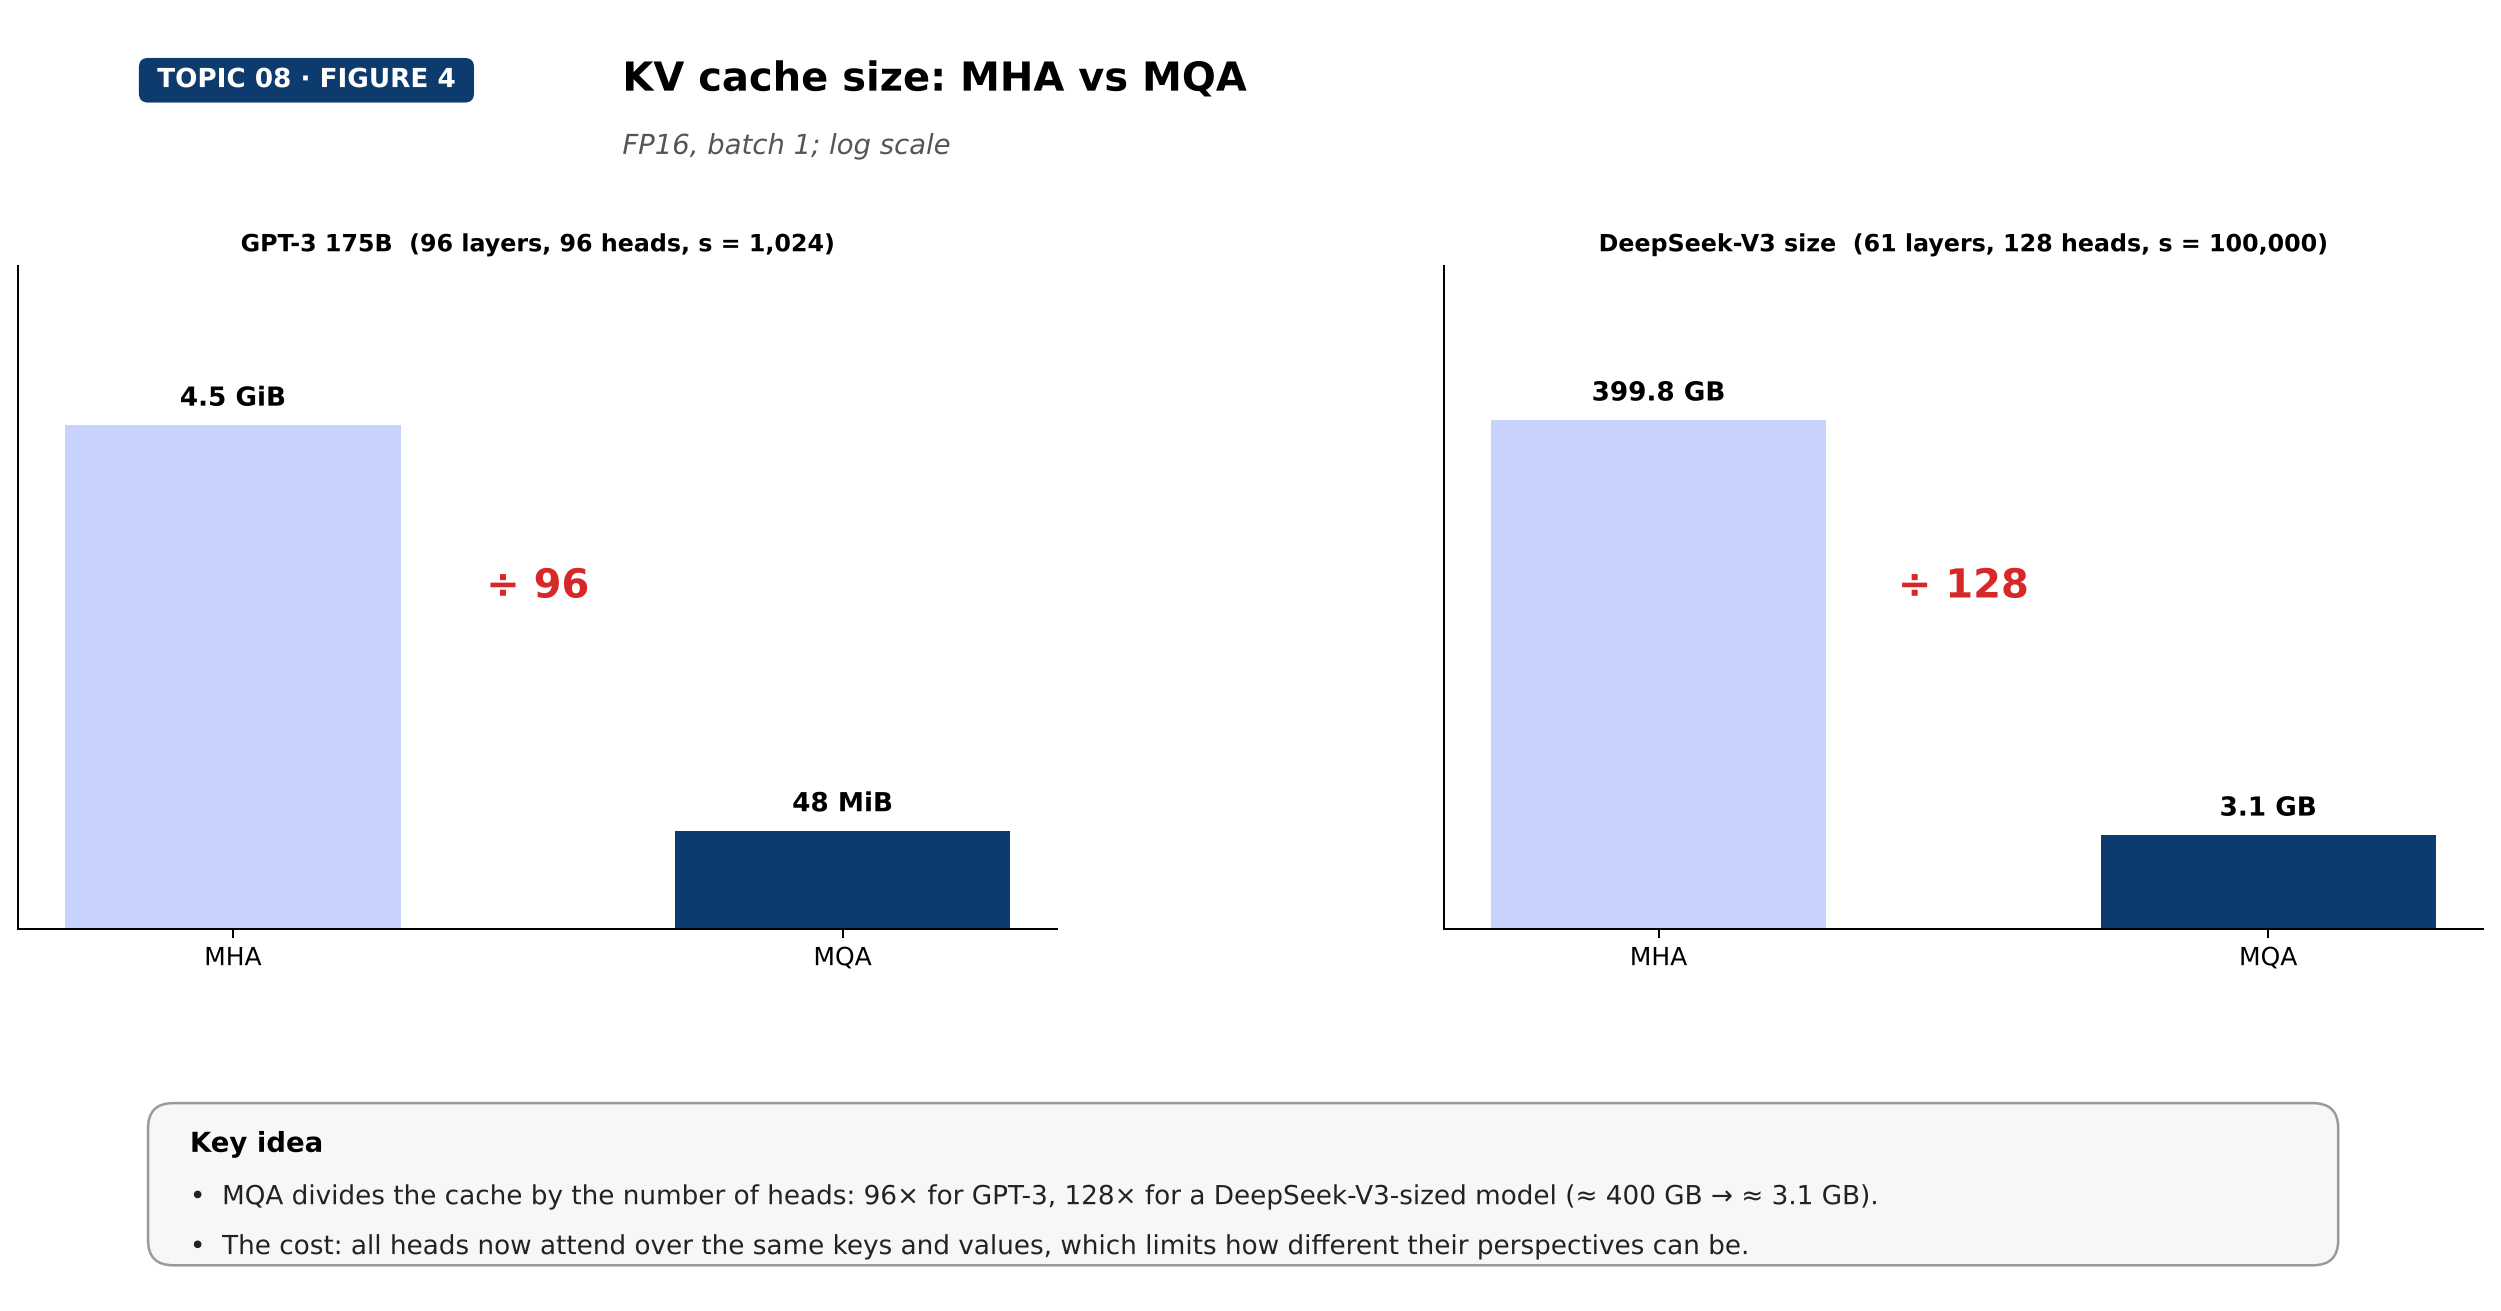 TOPIC 08 · FIGURE 4
KV cache size: MHA vs MQA
FP16, batch 1; log scale
GPT-3 175B (96 layers, 96 heads, s = 1,024)
4.5 GiB
÷ 96
48 MiB
MHA
MQA
DeepSeek-V3 size (61 layers, 128 heads, s = 100,000)
399.8 GB
÷ 128
3.1 GB
MHA
MQA
Key idea
• MQA divides the cache by the number of heads: 96× for GPT-3, 128× for a DeepSeek-V3-sized model (≈ 400 GB → ≈ 3.1 GB).
• The cost: all heads now attend over the same keys and values, which limits how different their perspectives can be.